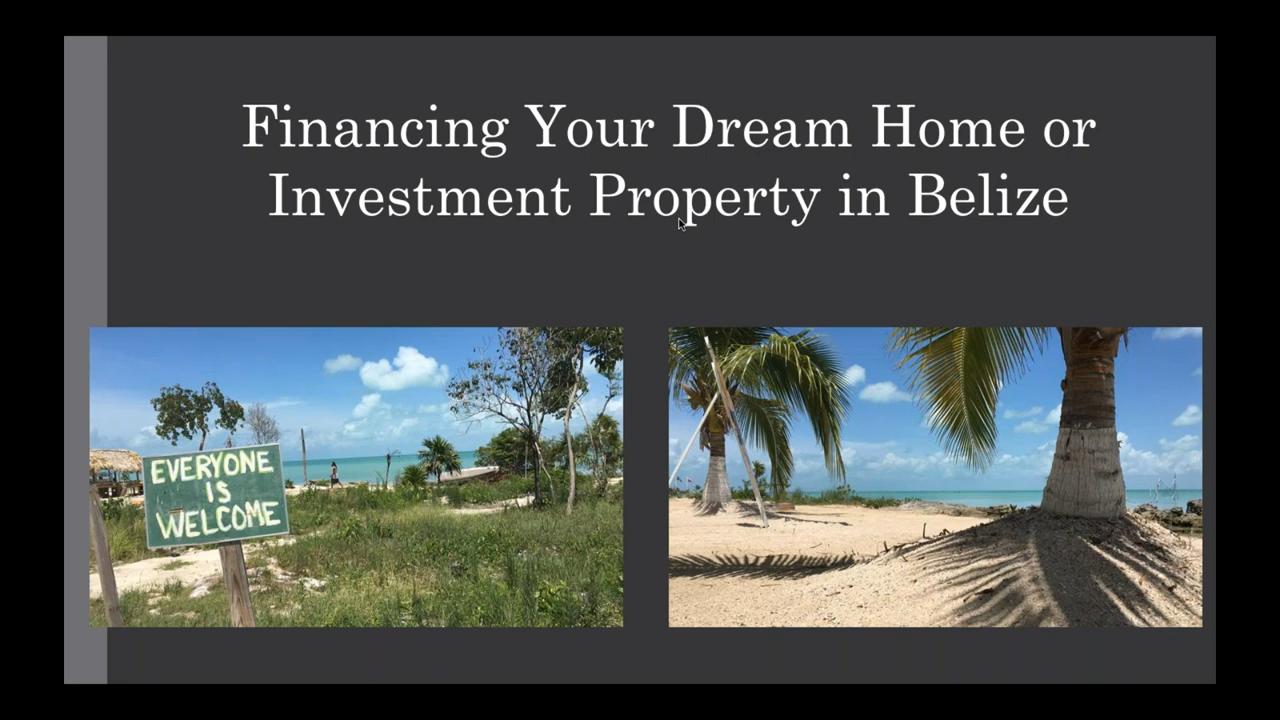 Financing Your Dream Home or
Investment Property in Belize
EVERYONE
IS
WELCOME